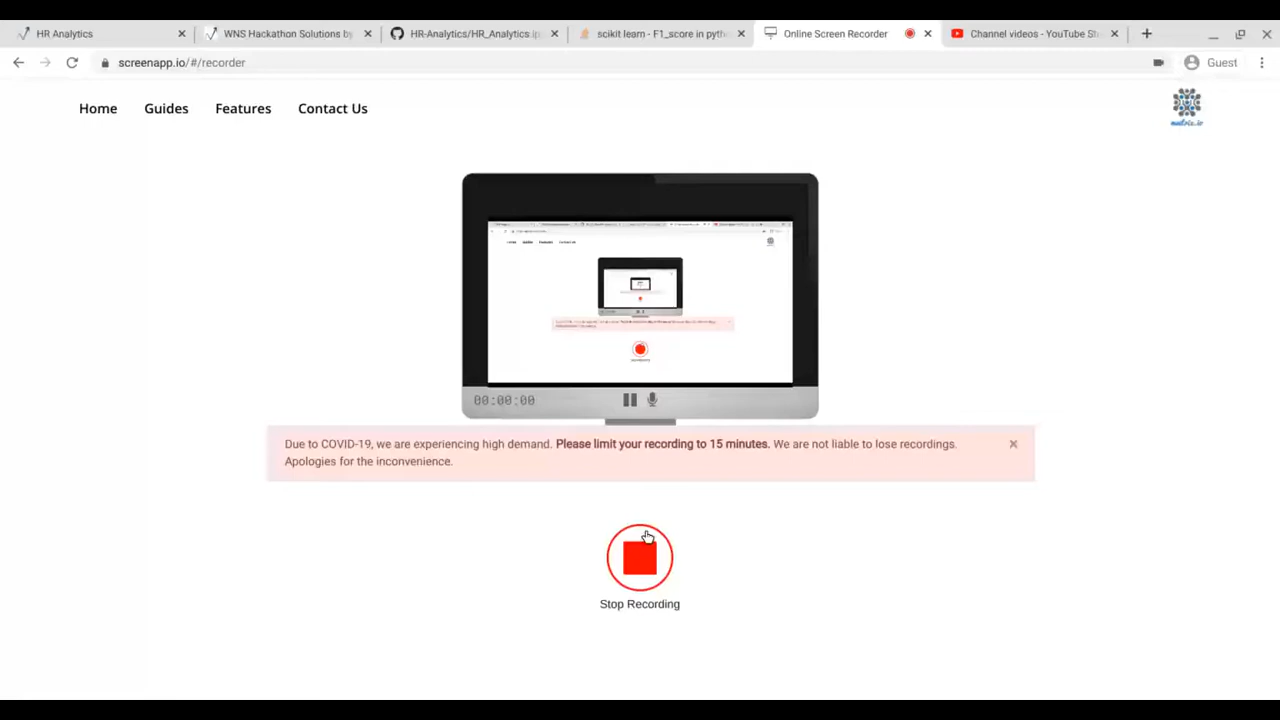 HR Analytics
WNS Hackathon Solutions by
HR-Analytics/HR_Analytics.ip
scikit learn - F1_score in pyth
Online Screen Recorder
Channel videos - YouTube St
screenapp.io/#/recorder
Guest
Home
Guides
Features
Contact Us
matrix.io
00:00:00
Due to COVID-19, we are experiencing high demand. Please limit your recording to 15 minutes. We are not liable to lose recordings.
Apologies for the inconvenience.
Stop Recording